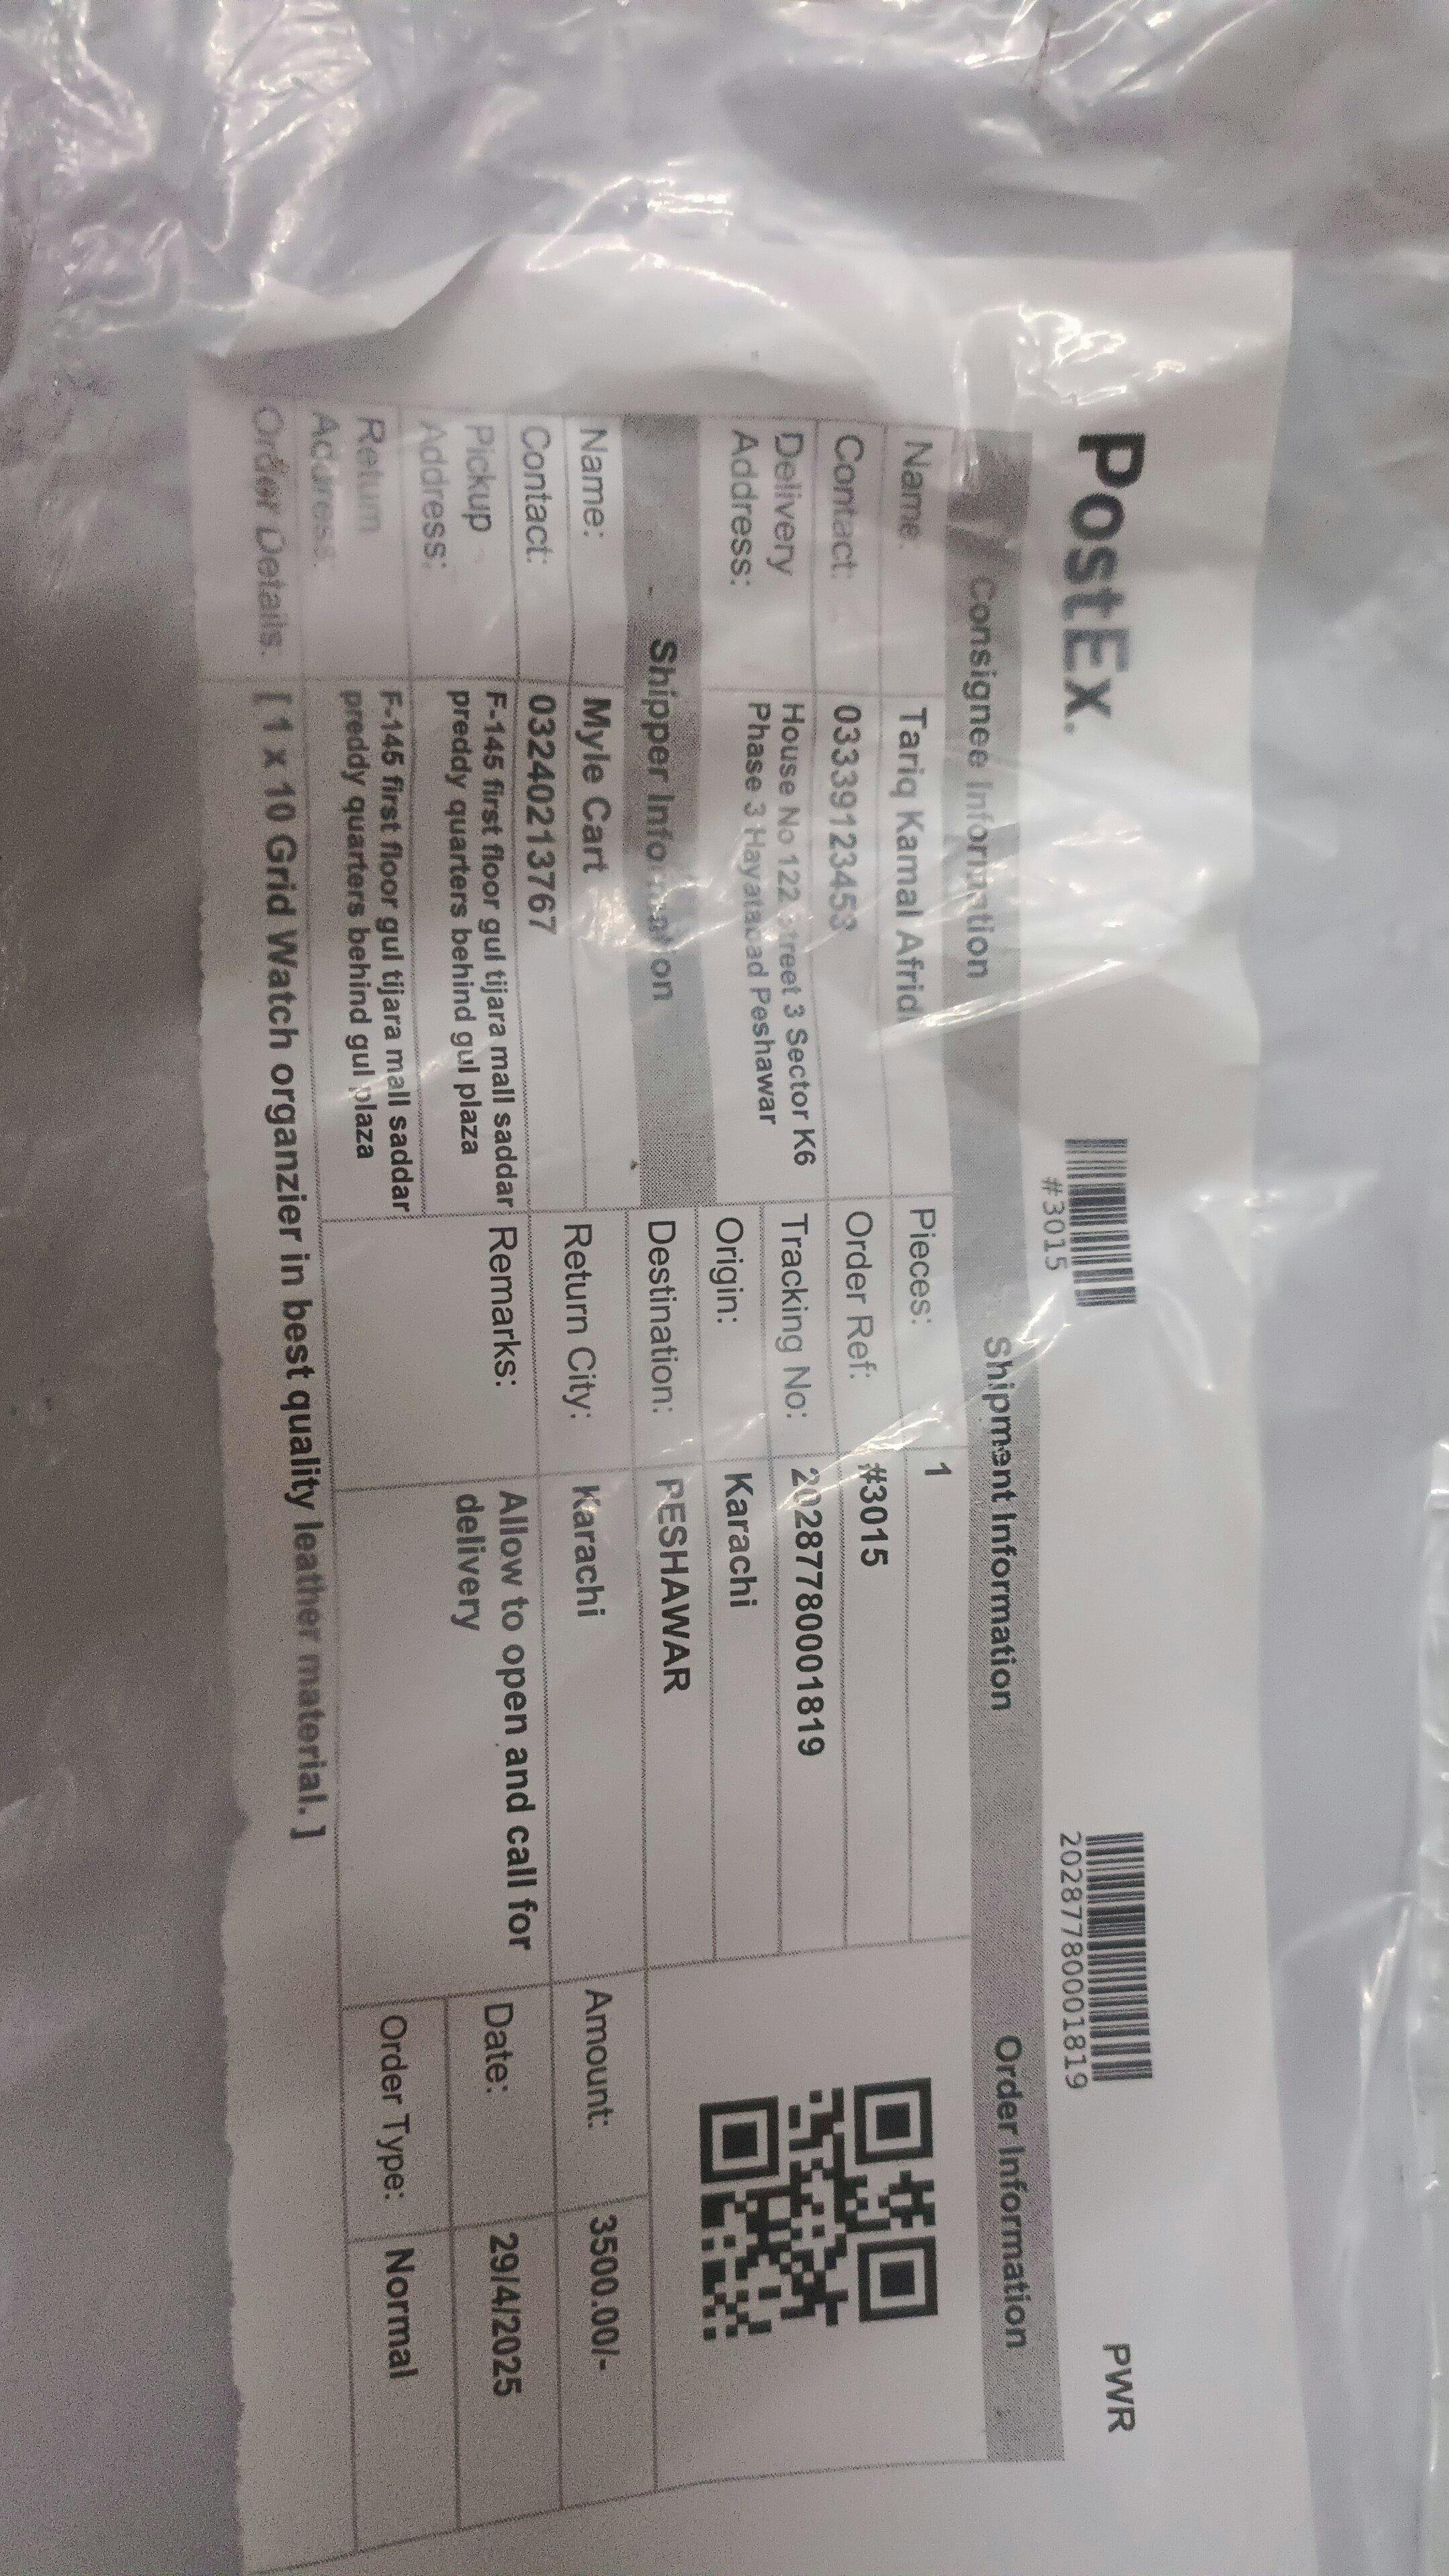 PostEx.
#3015
20287780001819
PWR
Consignee Information
Shipment Information
Order Information
Name: Tariq Kamal Afridi
Contact: 03339123453
Delivery Address: House No 122 Street 3 Sector K6
Phase 3 Hayatabad Peshawar
Shipper Information
Name: Myle Cart
Contact: 03240213767
Pickup Address: F-145 first floor gul tijara mall saddar
preddy quarters behind gul plaza
Return Address: F-145 first floor gul tijara mall saddar
preddy quarters behind gul plaza
Pieces: 1
Order Ref: #3015
Tracking No: 20287780001819
Origin: Karachi
Destination: PESHAWAR
Return City: Karachi
Remarks: Allow to open and call for
delivery
Amount: 3500.00/-
Date: 29/4/2025
Order Type: Normal
Order Details: [ 1 x 10 Grid Watch organzier in best quality leather material. ]